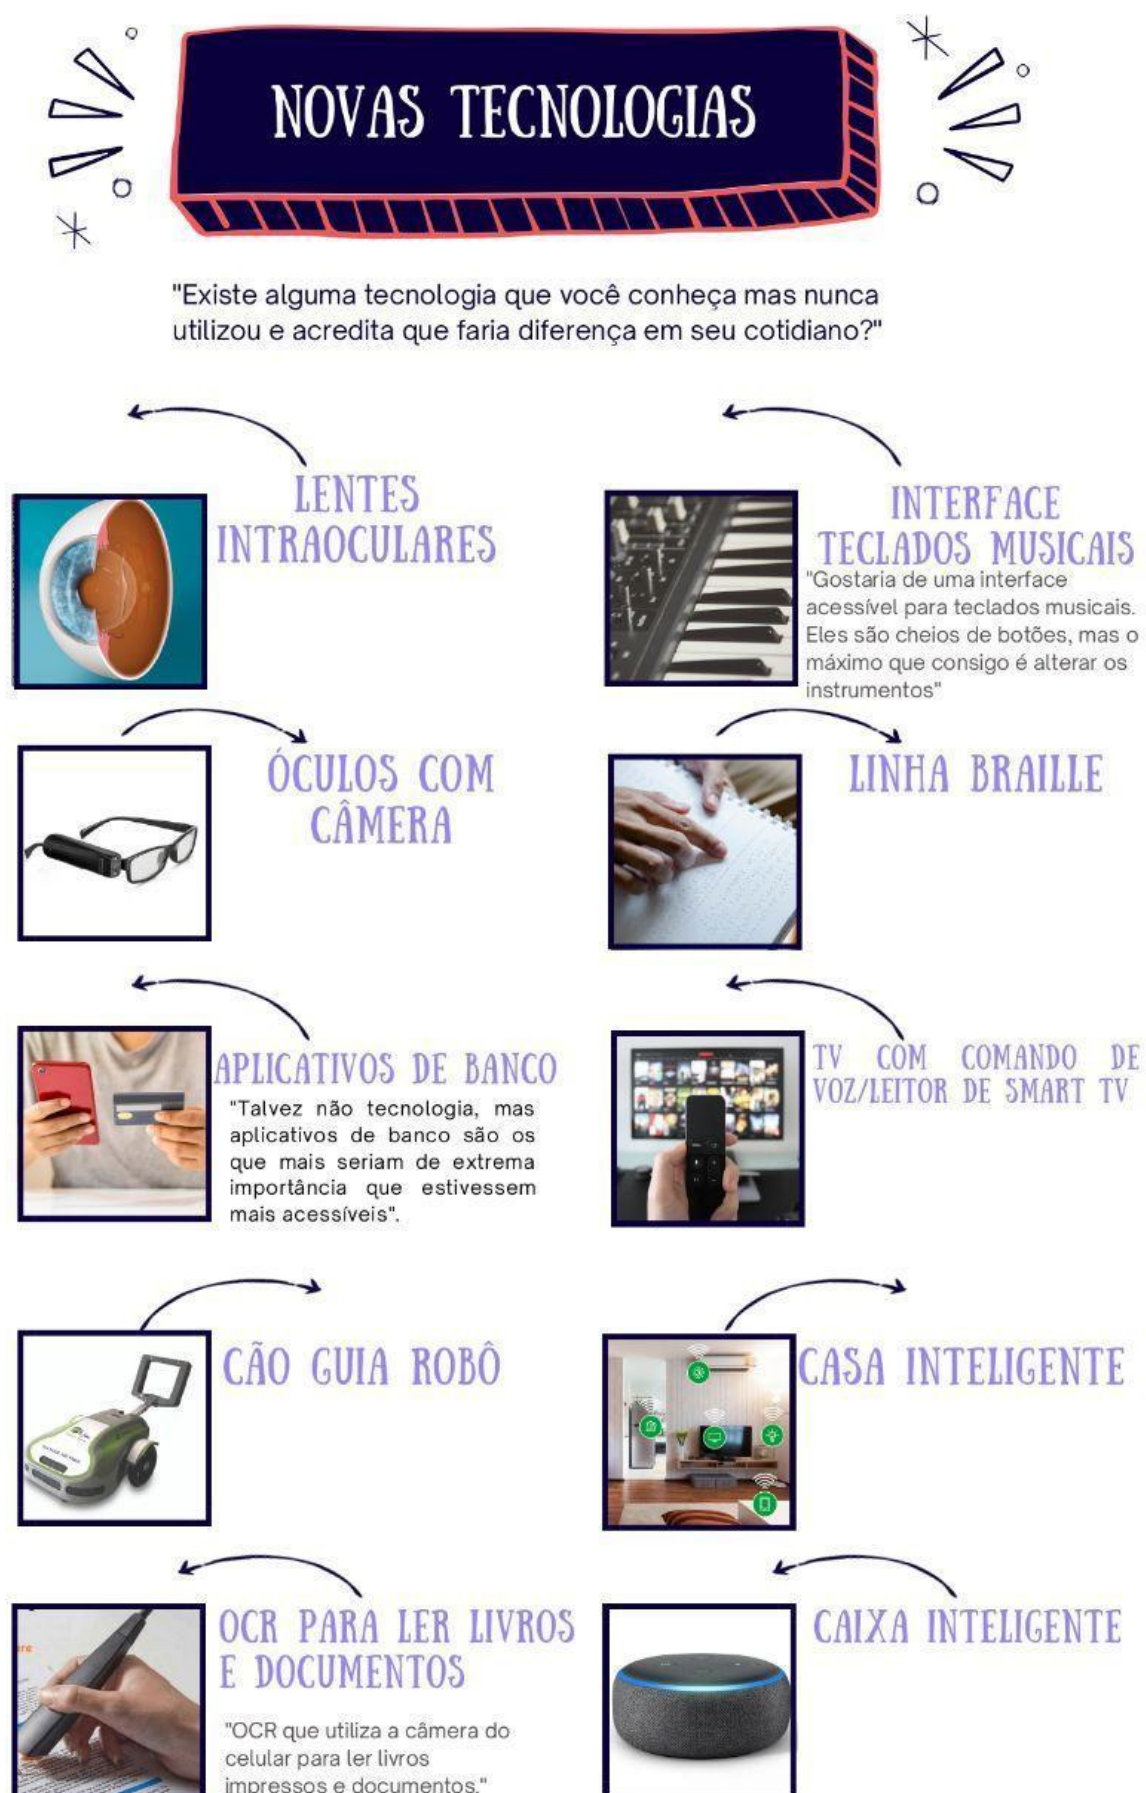 NOVAS TECNOLOGIAS
"Existe alguma tecnologia que você conheça mas nunca
utilizou e acredita que faria diferença em seu cotidiano?"
LENTES
INTRAOCULARES
INTERFACE
TECLADOS MUSICAIS
"Gostaria de uma interface
acessível para teclados musicais.
Eles são cheios de botões, mas o
máximo que consigo é alterar os
instrumentos"
ÓCULOS COM
CÂMERA
LINHA BRAILLE
APLICATIVOS DE BANCO
"Talvez não tecnologia, mas
aplicativos de banco são os
que mais seriam de extrema
importância que estivessem
mais acessíveis".
TV COM COMANDO DE
VOZ/LEITOR DE SMART TV
CÃO GUIA ROBÔ
CASA INTELIGENTE
OCR PARA LER LIVROS
E DOCUMENTOS
"OCR que utiliza a câmera do
celular para ler livros
impressos e documentos."
CAIXA INTELIGENTE